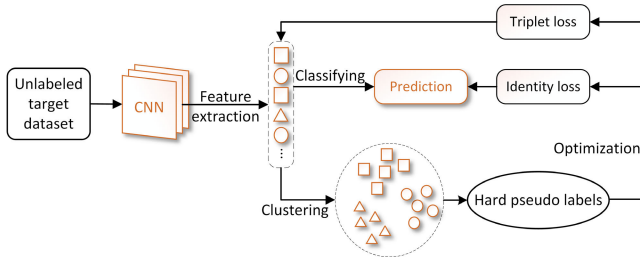 Triplet loss
Unlabeled
target
dataset
CNN
Feature
extraction
Classifying
Prediction
Identity loss
Optimization
Clustering
Hard pseudo labels